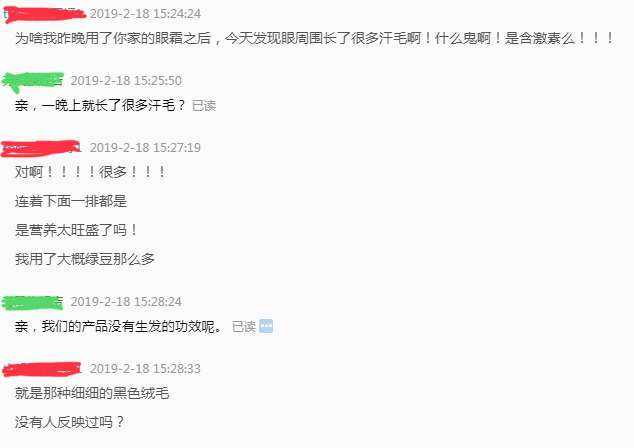 2019-2-18 15:24:24
为啥我昨晚用了你家的眼霜之后，今天发现眼周围长了很多汗毛啊！什么鬼啊！是含激素么！！！
2019-2-18 15:25:50
亲，一晚上就长了很多汗毛？ 已读
2019-2-18 15:27:19
对啊！！！！很多！！！
连着下面一排都是
是营养太旺盛了吗！
我用了大概绿豆那么多
2019-2-18 15:28:24
亲，我们的产品没有生发的功效呢。 已读
2019-2-18 15:28:33
就是那种细细的黑色绒毛
没有人反映过吗？